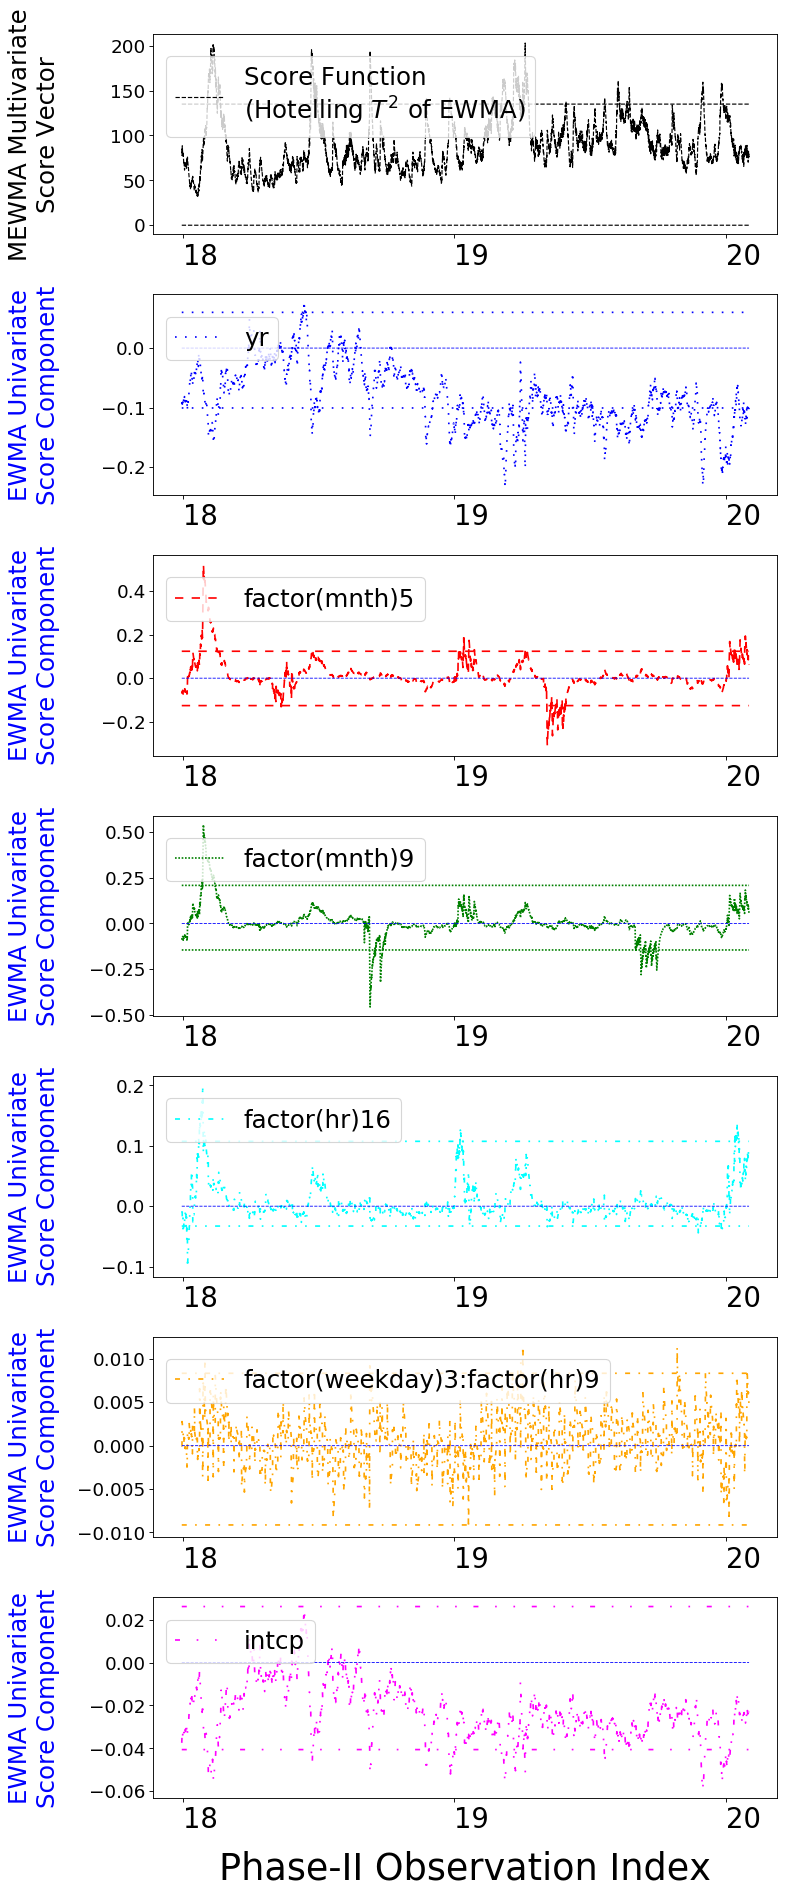 MEWMA Multivariate
Score Vector
200
150
100
50
0
Score Function
(Hotelling T² of EWMA)
18 19 20
EWMA Univariate
Score Component
0.0
−0.1
−0.2
yr
18 19 20
EWMA Univariate
Score Component
0.4
0.2
0.0
−0.2
factor(mnth)5
18 19 20
EWMA Univariate
Score Component
0.50
0.25
0.00
−0.25
−0.50
factor(mnth)9
18 19 20
EWMA Univariate
Score Component
0.2
0.1
0.0
−0.1
factor(hr)16
18 19 20
EWMA Univariate
Score Component
0.010
0.005
0.000
−0.005
−0.010
factor(weekday)3:factor(hr)9
18 19 20
EWMA Univariate
Score Component
0.02
0.00
−0.02
−0.04
−0.06
intcp
18 19 20
Phase-II Observation Index